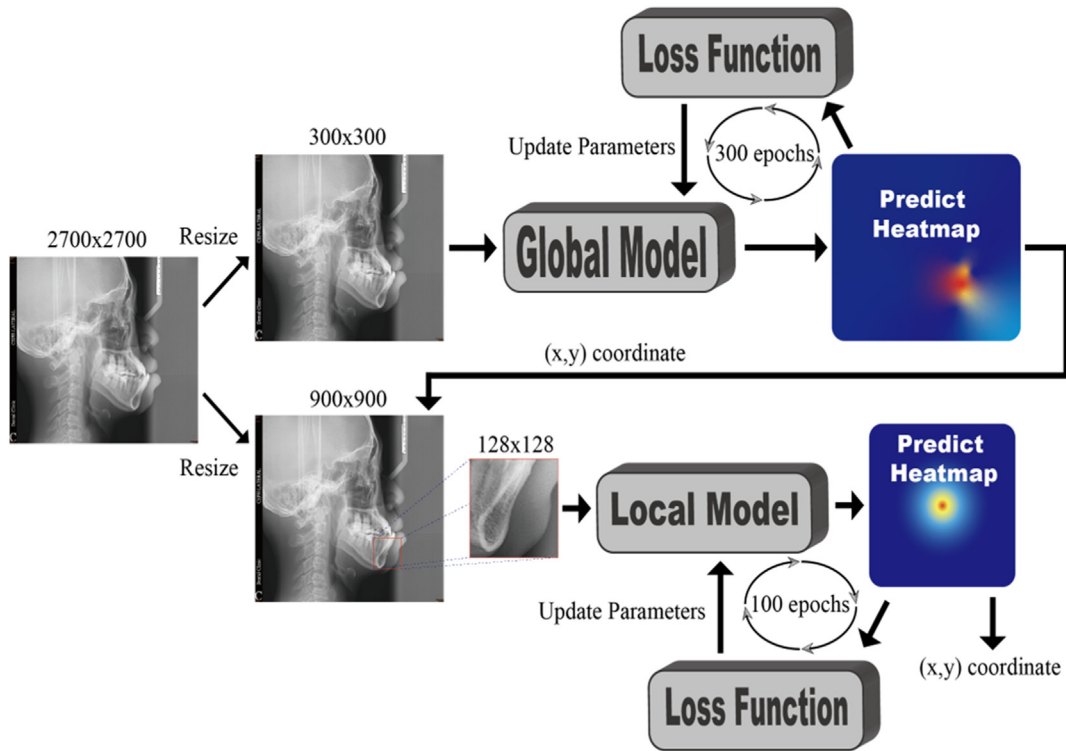 Loss Function
300x300
Update Parameters
300 epochs
2700x2700
Resize
Global Model
Predict
Heatmap
(x,y) coordinate
900x900
Resize
128x128
Local Model
Predict
Heatmap
Update Parameters
100 epochs
(x,y) coordinate
Loss Function